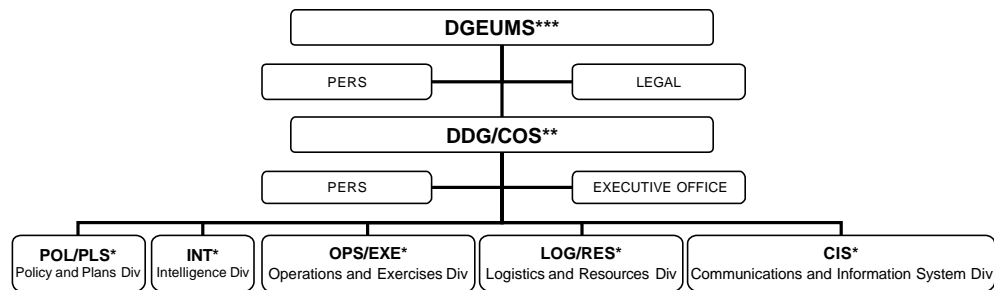 DGEUMS***
PERS
LEGAL
DDG/COS**
PERS
EXECUTIVE OFFICE
POL/PLS*
Policy and Plans Div
INT*
Intelligence Div
OPS/EXE*
Operations and Exercises Div
LOG/RES*
Logistics and Resources Div
CIS*
Communications and Information System Div